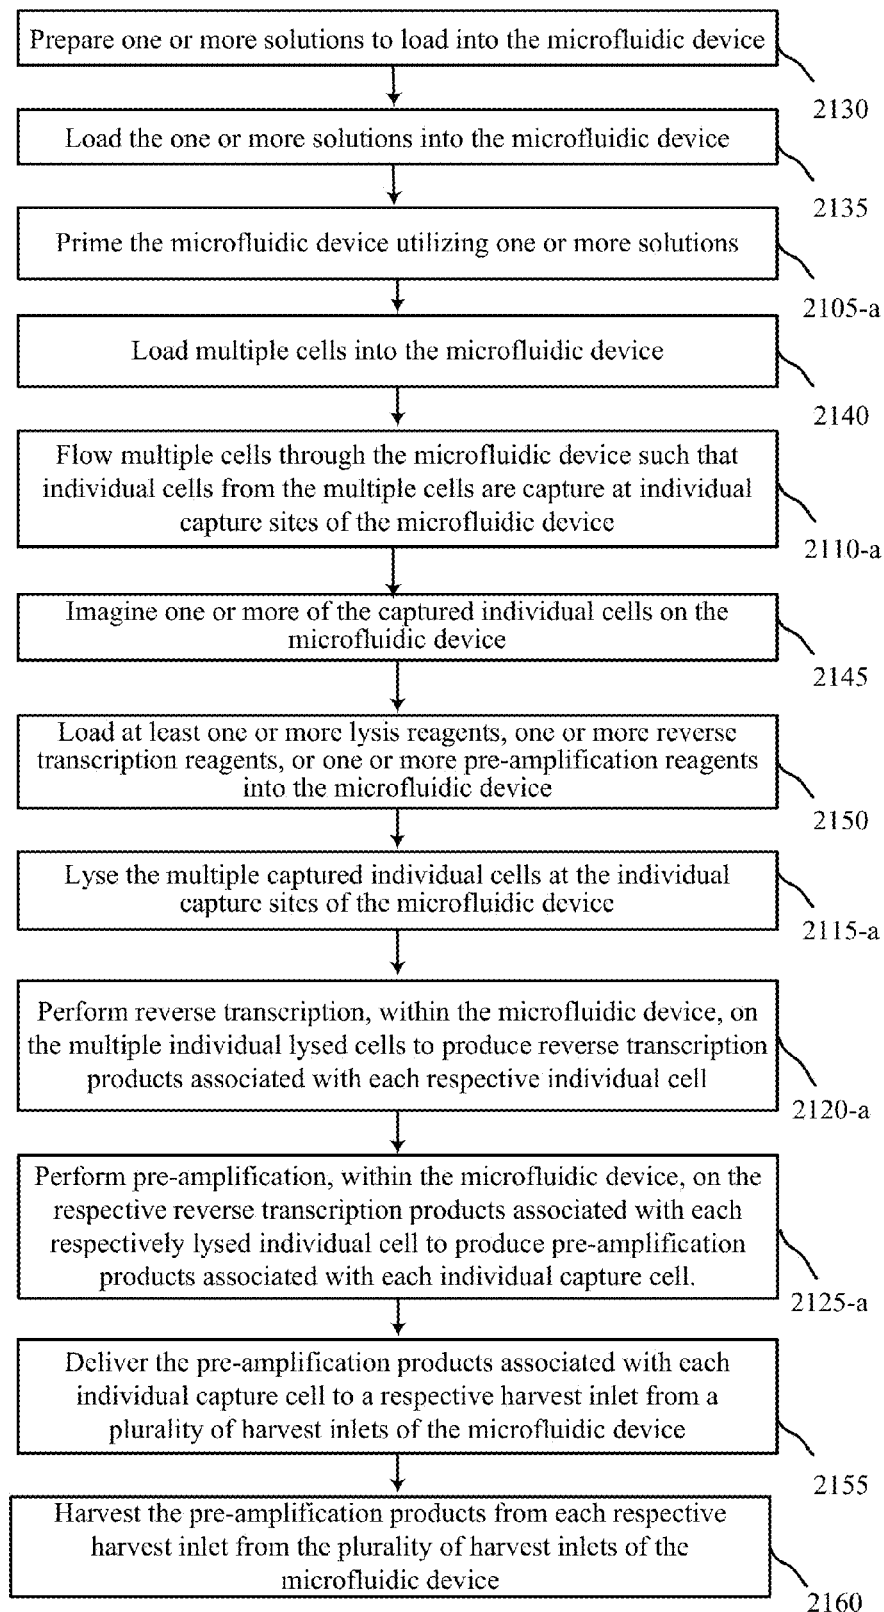 Prepare one or more solutions to load into the microfluidic device
2130
Load the one or more solutions into the microfluidic device
2135
Prime the microfluidic device utilizing one or more solutions
2105-a
Load multiple cells into the microfluidic device
2140
Flow multiple cells through the microfluidic device such that
individual cells from the multiple cells are capture at individual
capture sites of the microfluidic device
2110-a
Imagine one or more of the captured individual cells on the
microfluidic device
2145
Load at least one or more lysis reagents, one or more reverse
transcription reagents, or one or more pre-amplification reagents
into the microfluidic device
2150
Lyse the multiple captured individual cells at the individual
capture sites of the microfluidic device
2115-a
Perform reverse transcription, within the microfluidic device, on
the multiple individual lysed cells to produce reverse transcription
products associated with each respective individual cell
2120-a
Perform pre-amplification, within the microfluidic device, on the
respective reverse transcription products associated with each
respectively lysed individual cell to produce pre-amplification
products associated with each individual capture cell.
2125-a
Deliver the pre-amplification products associated with each
individual capture cell to a respective harvest inlet from a
plurality of harvest inlets of the microfluidic device
2155
Harvest the pre-amplification products from each respective
harvest inlet from the plurality of harvest inlets of the
microfluidic device
2160